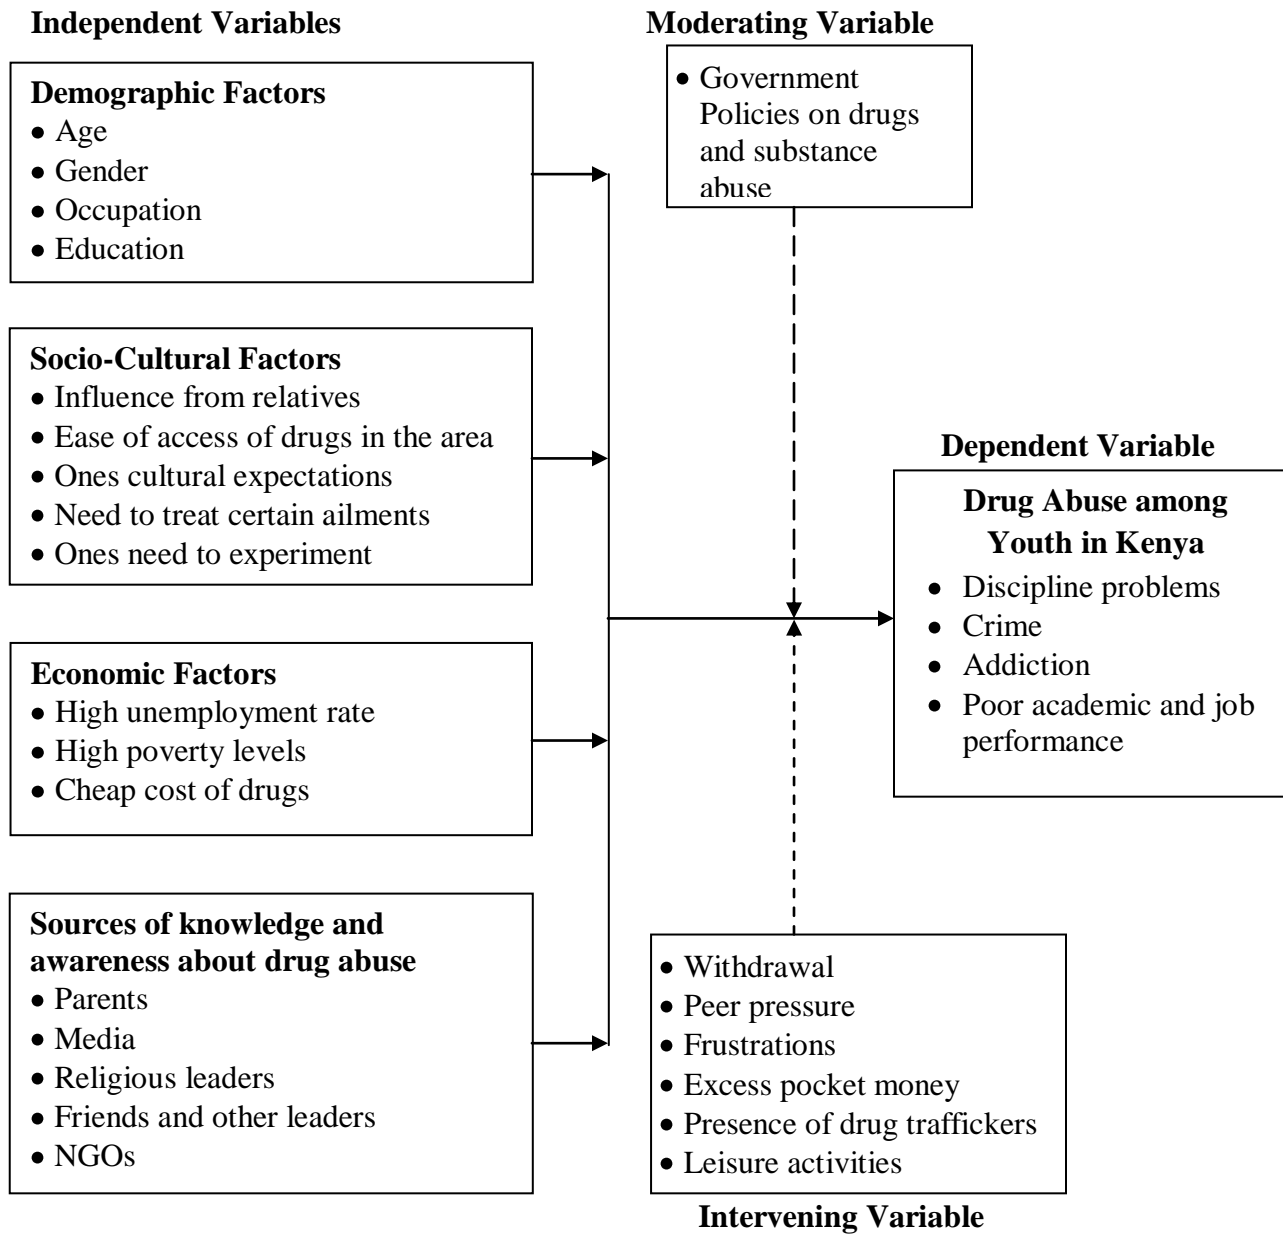 Independent Variables
Demographic Factors
• Age
• Gender
• Occupation
• Education
Socio-Cultural Factors
• Influence from relatives
• Ease of access of drugs in the area
• Ones cultural expectations
• Need to treat certain ailments
• Ones need to experiment
Economic Factors
• High unemployment rate
• High poverty levels
• Cheap cost of drugs
Sources of knowledge and
awareness about drug abuse
• Parents
• Media
• Religious leaders
• Friends and other leaders
• NGOs
Moderating Variable
• Government
Policies on drugs
and substance
abuse
• Withdrawal
• Peer pressure
• Frustrations
• Excess pocket money
• Presence of drug traffickers
• Leisure activities
Intervening Variable
Dependent Variable
Drug Abuse among
Youth in Kenya
• Discipline problems
• Crime
• Addiction
• Poor academic and job
performance